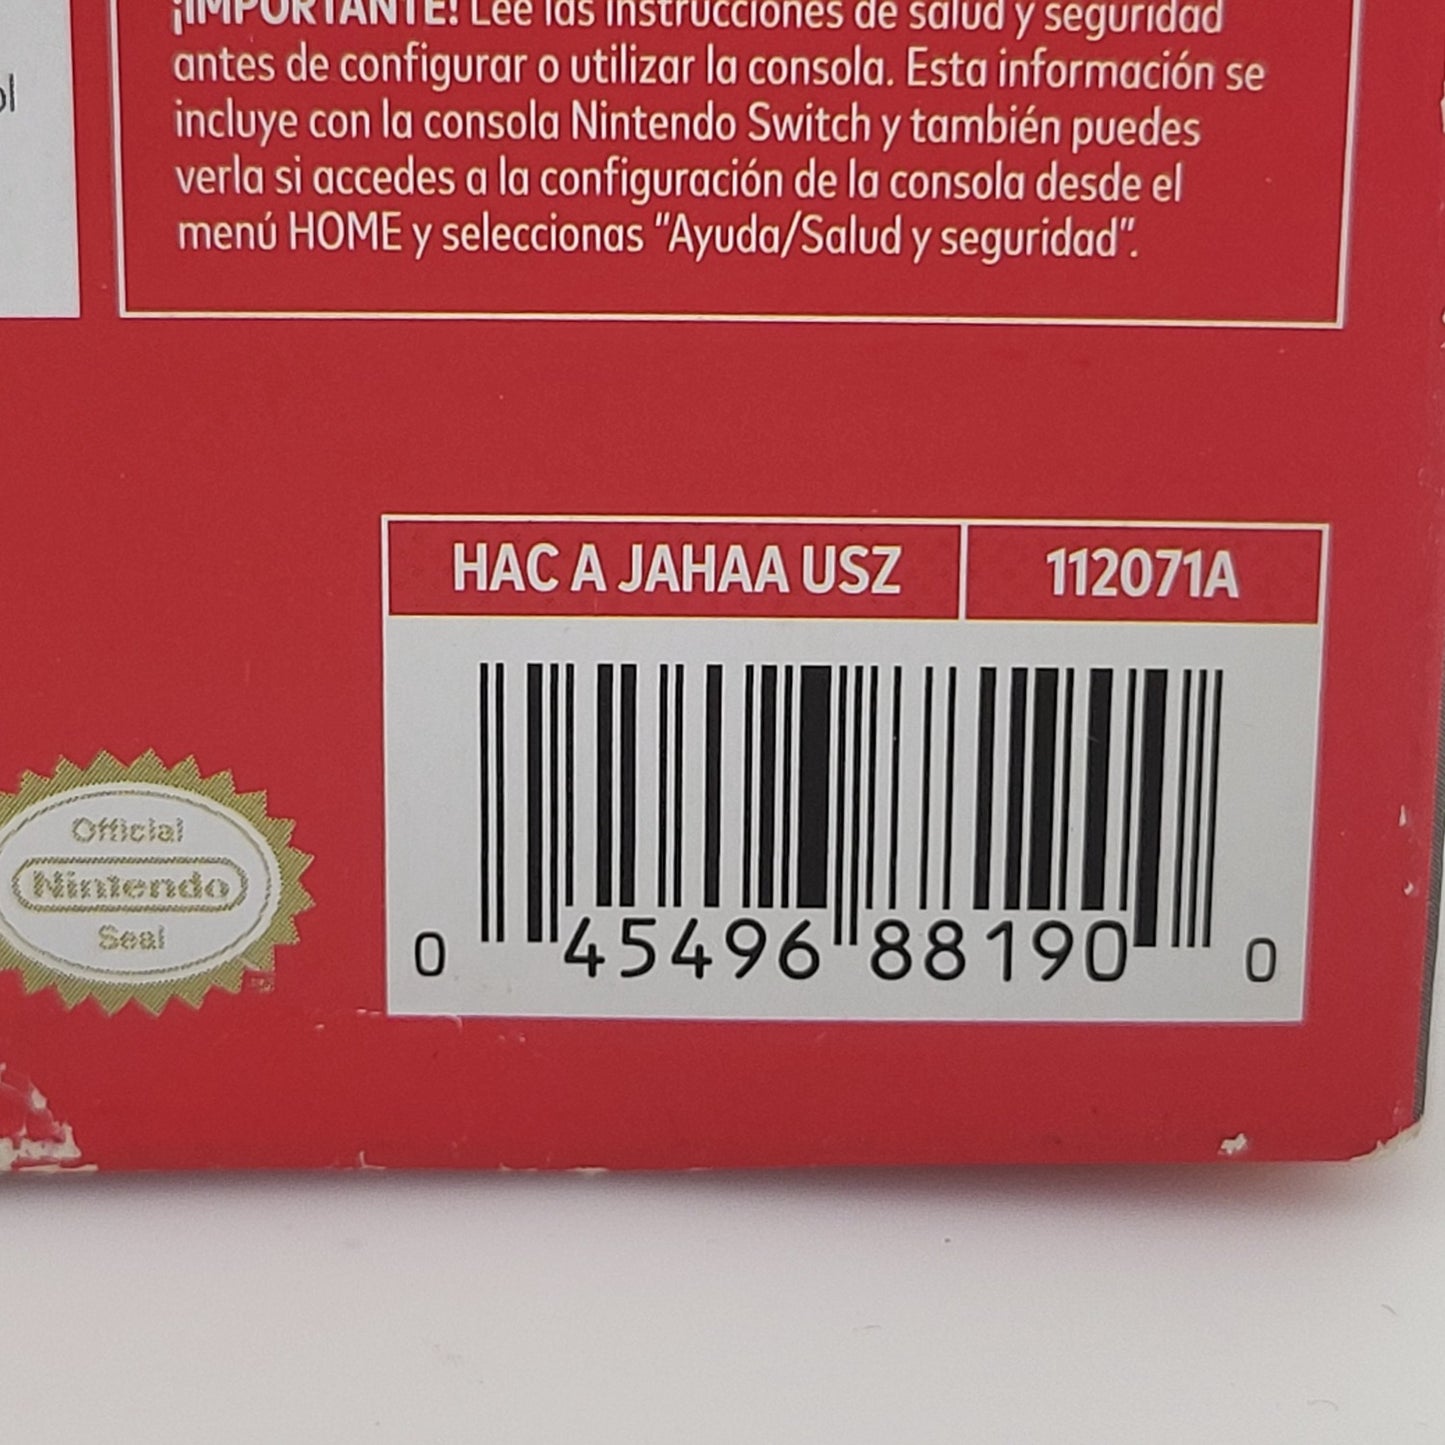 ol
¡IMPORTANTE! Lee las instrucciones de salud y seguridad
antes de configurar o utilizar la consola. Esta información se
incluye con la consola Nintendo Switch y también puedes
verla si accedes a la configuración de la consola desde el
menú HOME y seleccionas "Ayuda/Salud y seguridad".
HAC A JAHAA USZ 112071A
0 45496 88190 0
Official
Nintendo
Seal